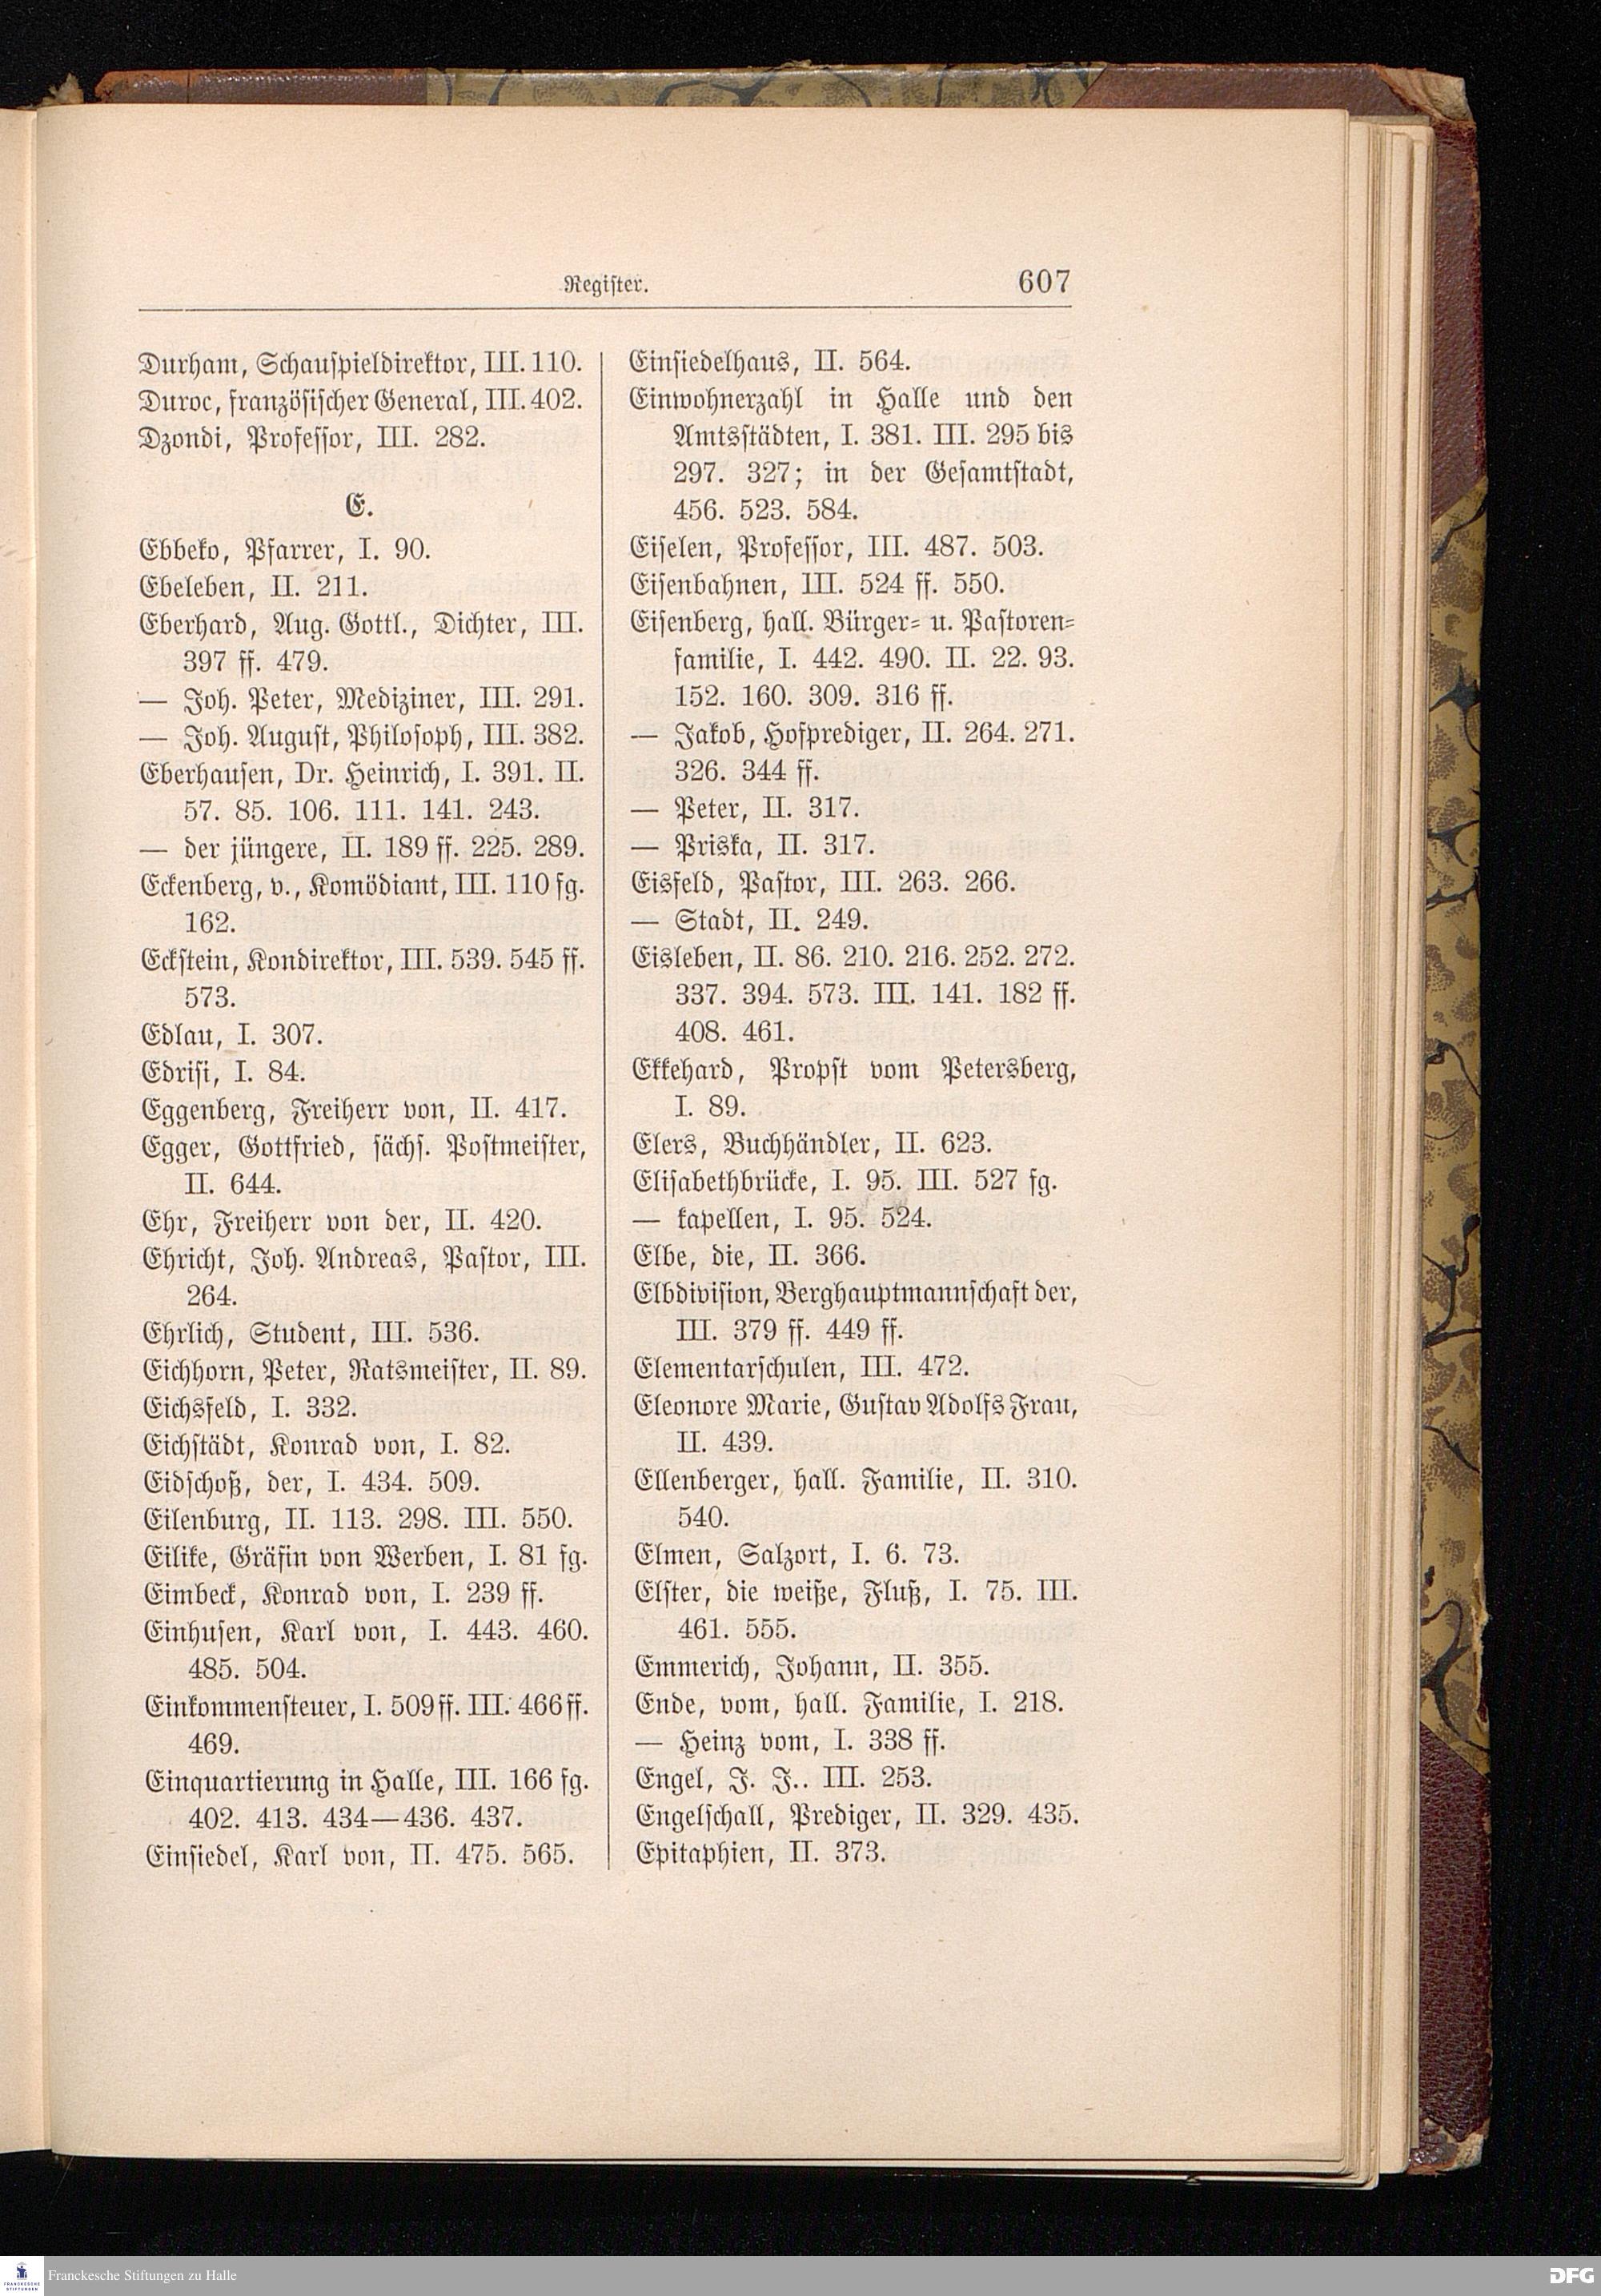 Register.
607
Durham, Schauspieldirektor, III. 110.
Duroc, französischer General, III. 402.
Dzondi, Professor, III. 282.
E.
Ebbeko, Pfarrer, I. 90.
Ebeleben, II. 211.
Eberhard, Aug. Gottl., Dichter, III.
397 ff. 479.
— Joh. Peter, Mediziner, III. 291.
— Joh. August, Philosoph, III. 382.
Eberhausen, Dr. Heinrich, I. 391. II.
57. 85. 106. 111. 141. 243.
— der jüngere, II. 189 ff. 225. 289.
Eckenberg, v., Komödiant, III. 110 fg.
162.
Eckstein, Kondirektor, III. 539. 545 ff.
573.
Edlau, I. 307.
Edrisi, I. 84.
Eggenberg, Freiherr von, II. 417.
Egger, Gottfried, sächs. Postmeister,
II. 644.
Ehr, Freiherr von der, II. 420.
Ehricht, Joh. Andreas, Pastor, III.
264.
Ehrlich, Student, III. 536.
Eichhorn, Peter, Ratsmeister, II. 89.
Eichsfeld, I. 332.
Eichstädt, Konrad von, I. 82.
Eidschoß, der, I. 434. 509.
Eilenburg, II. 113. 298. III. 550.
Eilike, Gräfin von Werben, I. 81 fg.
Eimbeck, Konrad von, I. 239 ff.
Einhusen, Karl von, I. 443. 460.
485. 504.
Einkommensteuer, I. 509 ff. III. 466 ff.
469.
Einquartierung in Halle, III. 166 fg.
402. 413. 434—436. 437.
Einsiedel, Karl von, II. 475. 565.
Einsiedelhaus, II. 564.
Einwohnerzahl in Halle und den
Amtsstädten, I. 381. III. 295 bis
297. 327; in der Gesamtstadt,
456. 523. 584.
Eiselen, Professor, III. 487. 503.
Eisenbahnen, III. 524 ff. 550.
Eisenberg, hall. Bürger- u. Pastoren-
familie, I. 442. 490. II. 22. 93.
152. 160. 309. 316 ff.
— Jakob, Hofprediger, II. 264. 271.
326. 344 ff.
— Peter, II. 317.
— Priska, II. 317.
Eisfeld, Pastor, III. 263. 266.
— Stadt, II. 249.
Eisleben, II. 86. 210. 216. 252. 272.
337. 394. 573. III. 141. 182 ff.
408. 461.
Ekkehard, Propst vom Petersberg,
I. 89.
Elers, Buchhändler, II. 623.
Elisabethbrücke, I. 95. III. 527 fg.
— kapellen, I. 95. 524.
Elbe, die, II. 366.
Elbdivision, Berghauptmannschaft der,
III. 379 ff. 449 ff.
Elementarschulen, III. 472.
Eleonore Marie, Gustav Adolfs Frau,
II. 439.
Ellenberger, hall. Familie, II. 310.
540.
Elmen, Salzort, I. 6. 73.
Elster, die weiße, Fluß, I. 75. III.
461. 555.
Emmerich, Johann, II. 355.
Ende, vom, hall. Familie, I. 218.
— Heinz vom, I. 338 ff.
Engel, J. J.. III. 253.
Engelschall, Prediger, II. 329. 435.
Epitaphien, II. 373.
FRANCKESCHE
STIFTUNGEN
Franckesche Stiftungen zu Halle
DFG